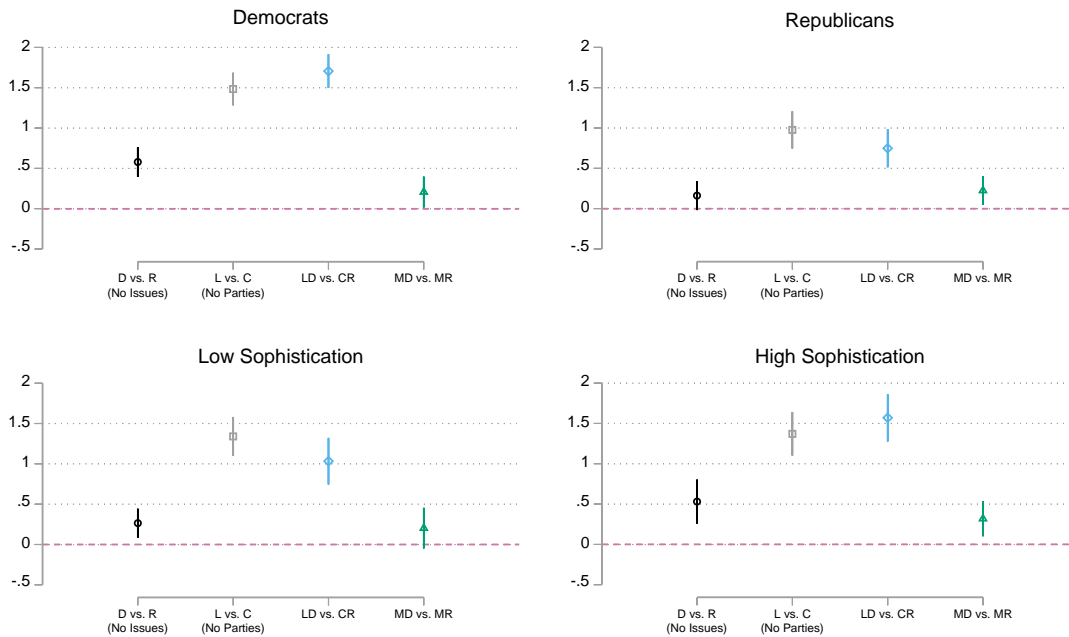 Democrats
2
1.5
1
.5
0
-.5
D vs. R
(No Issues)
L vs. C
(No Parties)
LD vs. CR
MD vs. MR
Republicans
2
1.5
1
.5
0
-.5
D vs. R
(No Issues)
L vs. C
(No Parties)
LD vs. CR
MD vs. MR
Low Sophistication
2
1.5
1
.5
0
-.5
D vs. R
(No Issues)
L vs. C
(No Parties)
LD vs. CR
MD vs. MR
High Sophistication
2
1.5
1
.5
0
-.5
D vs. R
(No Issues)
L vs. C
(No Parties)
LD vs. CR
MD vs. MR